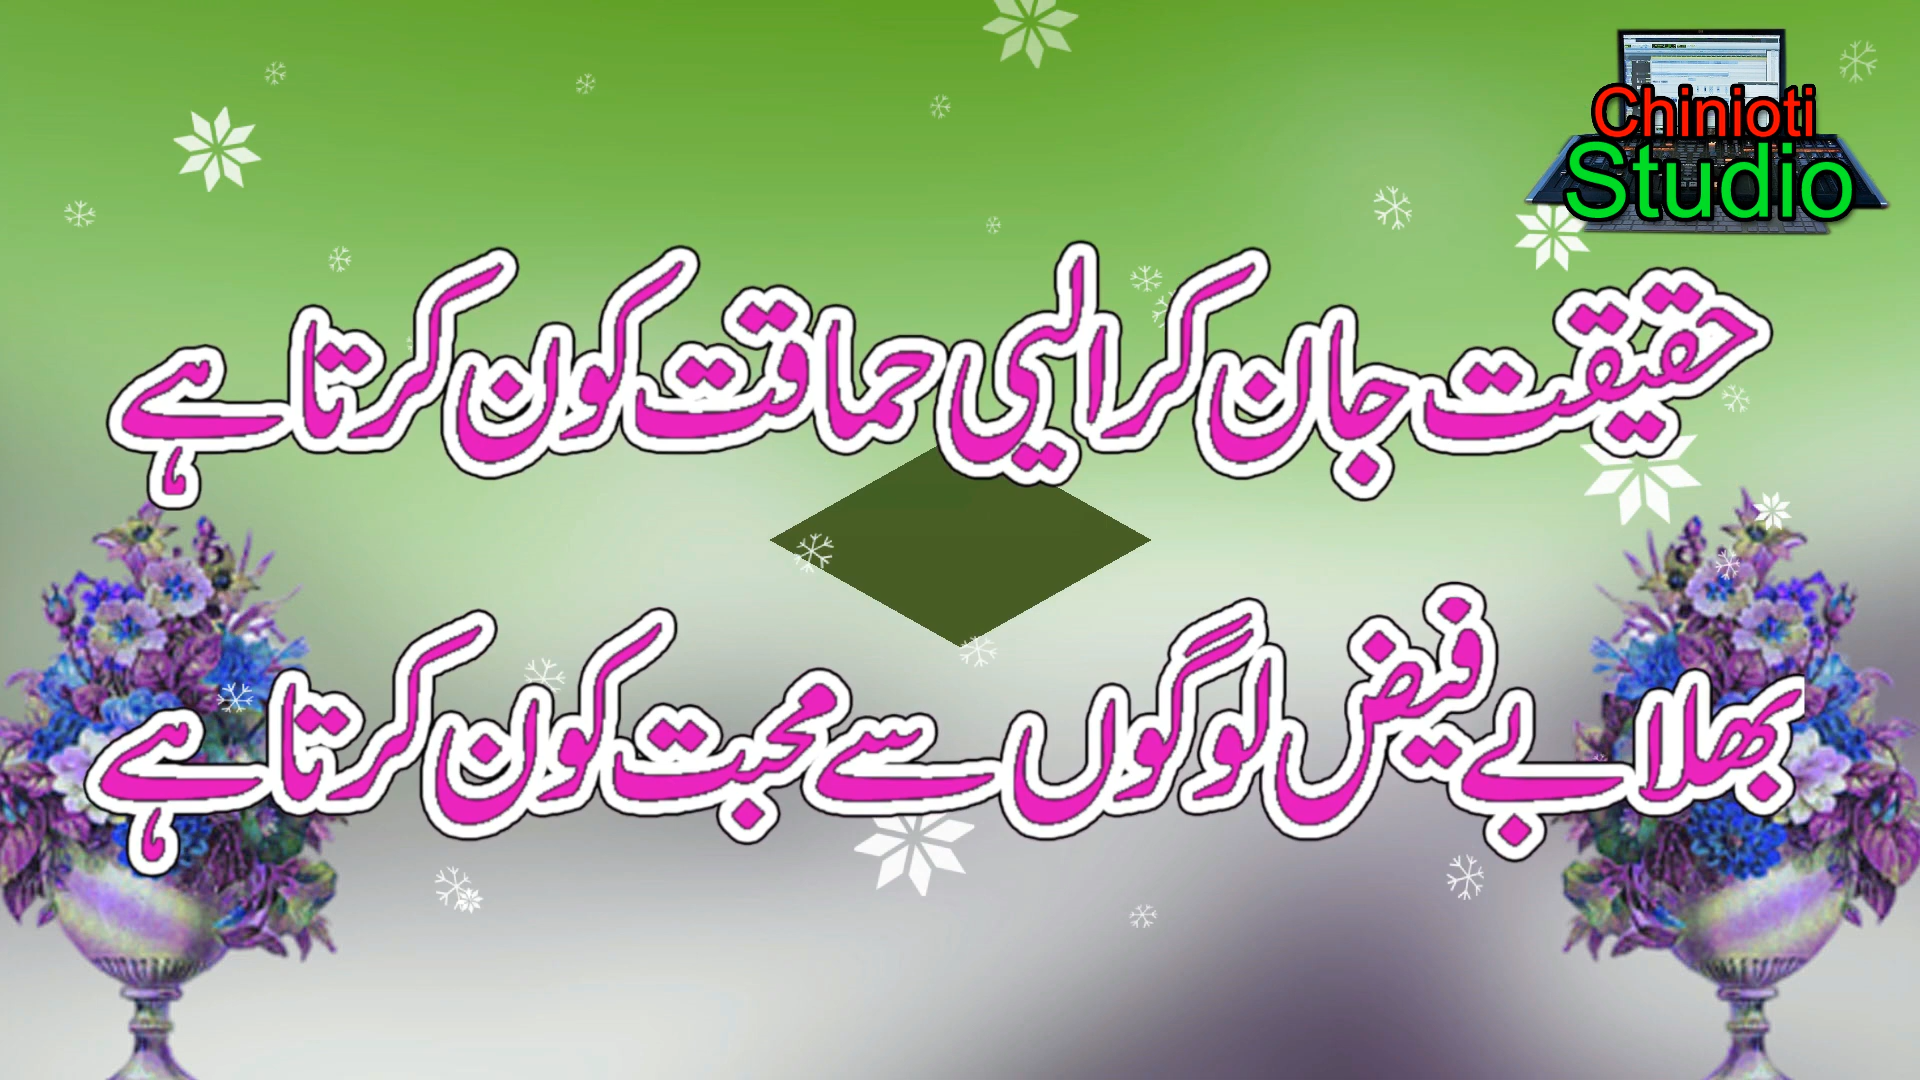 Chinioti
Studio
حقیقت جان کر ایسی حماقت کون کرتا ہے
بھلا بے فیض لوگوں سے محبت کون کرتا ہے